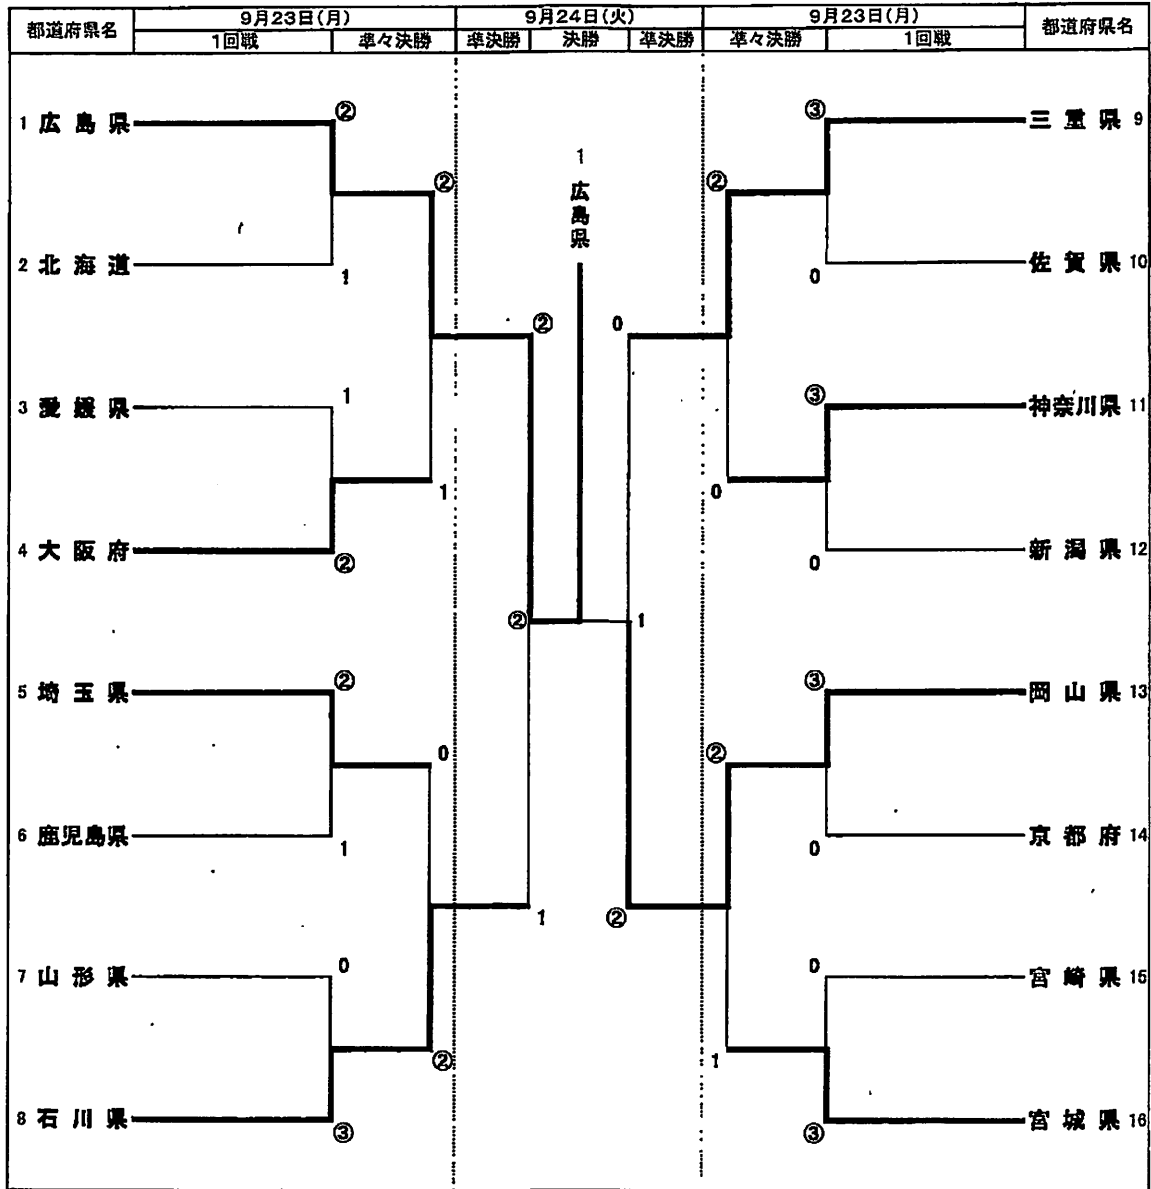 都道府県名 9月23日(月) 9月24日(火) 9月23日(月) 都道府県名
1回戦 準々決勝 準決勝 決勝 準決勝 準々決勝 1回戦
② ③
1 広島県 三重県 9
1
② 広島県 ②
2 北海道 1 0 佐賀県 10
② 0
1 ③
3 愛媛県 神奈川県 11
1 0
4 大阪府 ② 0 新潟県 12
② 1
② ③
5 埼玉県 岡山県 13
0 ②
6 鹿児島県 1 0 京都府 14
1 ②
0 0
7 山形県 宮崎県 15
② 1
8 石川県 ③ ③ 宮城県 16